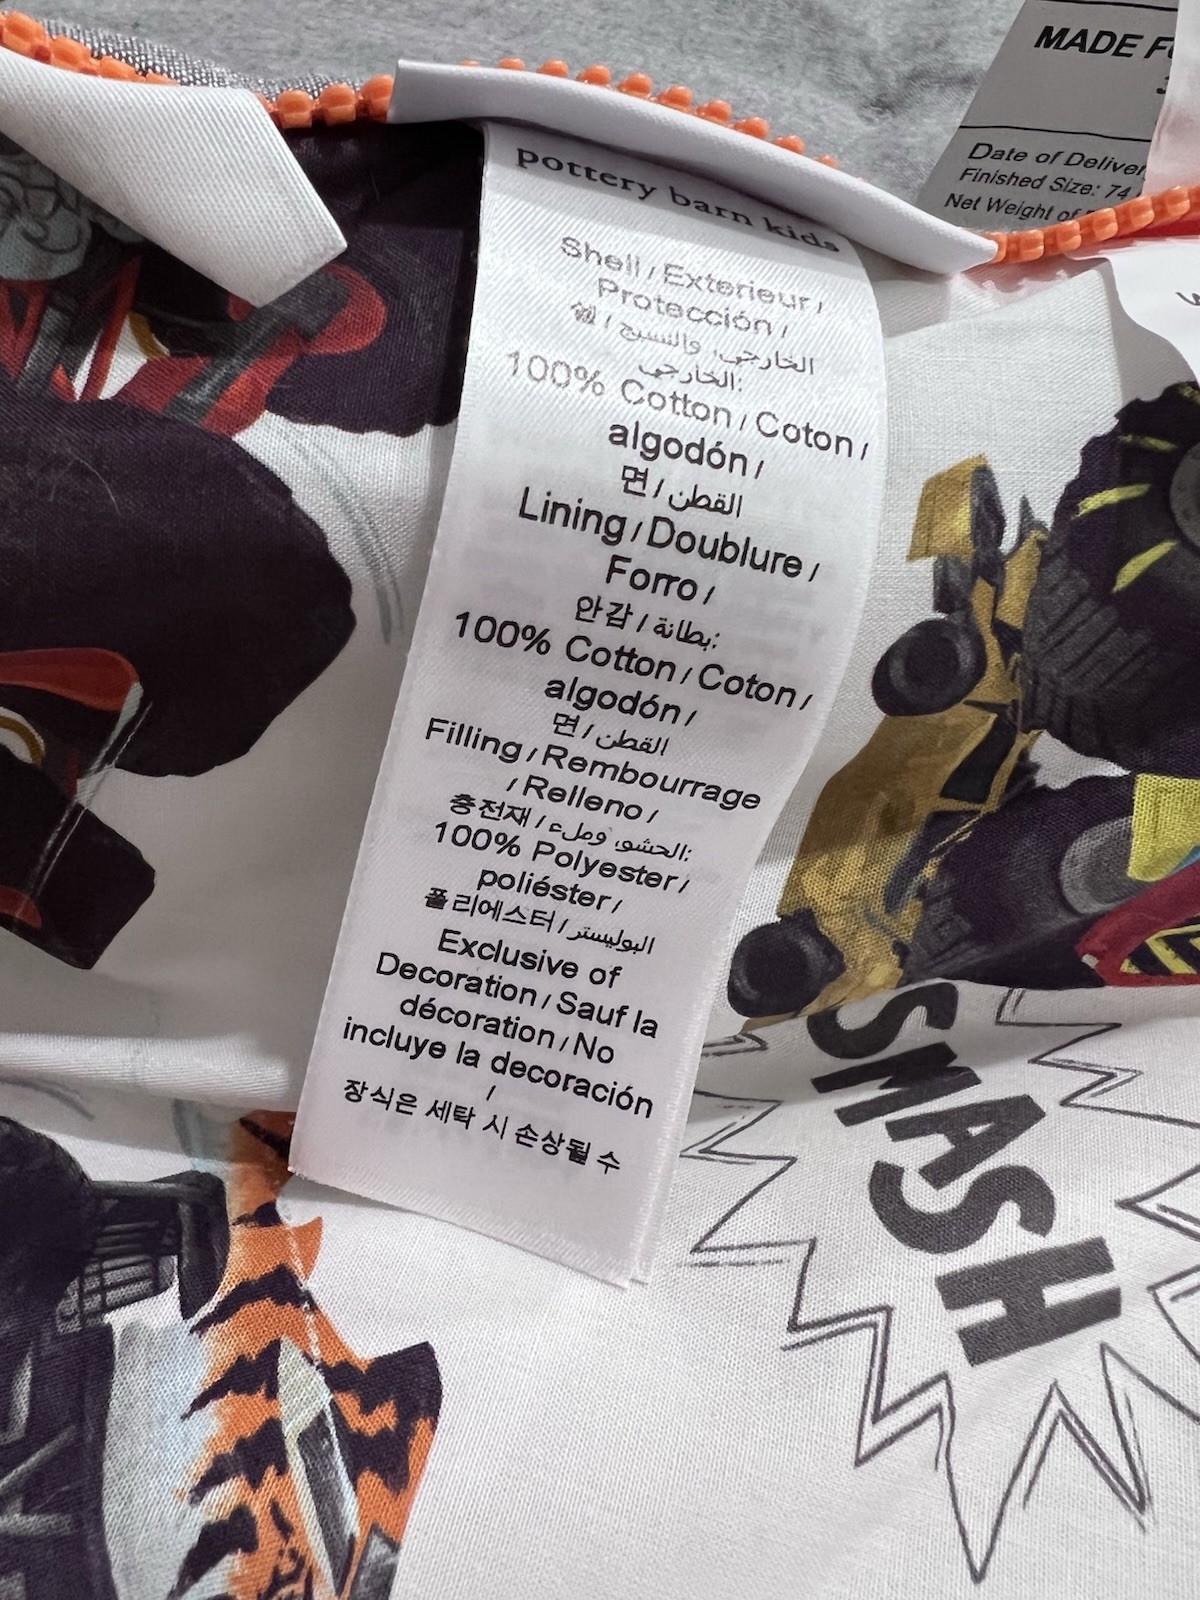 MADE
Date of
Finished Size: 74
Net Weight of
pottery barn kids
Shell / Exterieur /
Protección /
겉 / الخارجي، والنسيج
الخارجي:
100% Cotton / Coton /
algodón /
면 / القطن
Lining / Doublure /
Forro /
안감 / بطانة:
100% Cotton / Coton /
algodón /
면 / القطن
Filling / Rembourrage
/ Relleno /
충전재 / الحشو، وملء:
100% Polyester /
poliéster /
폴리에스터 / البوليستر
Exclusive of
Decoration / Sauf la
décoration / No
incluye la decoración
/
장식은 세탁 시 손상될 수
SMASH